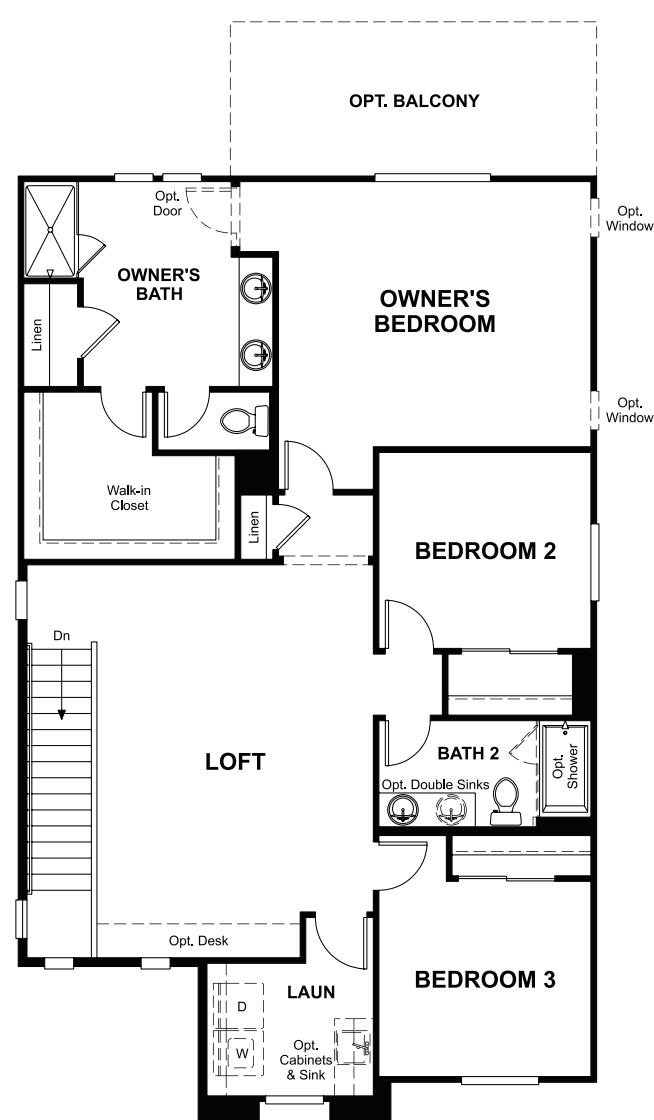 OPT. BALCONY
Opt.
Door
Opt.
Window
OWNER'S
BATH
OWNER'S
BEDROOM
Linen
Opt.
Window
Walk-in
Closet
Linen
BEDROOM 2
Dn
LOFT
BATH 2
Opt.
Shower
Opt. Double Sinks
Opt. Desk
LAUN
BEDROOM 3
D
W
Opt.
Cabinets
& Sink